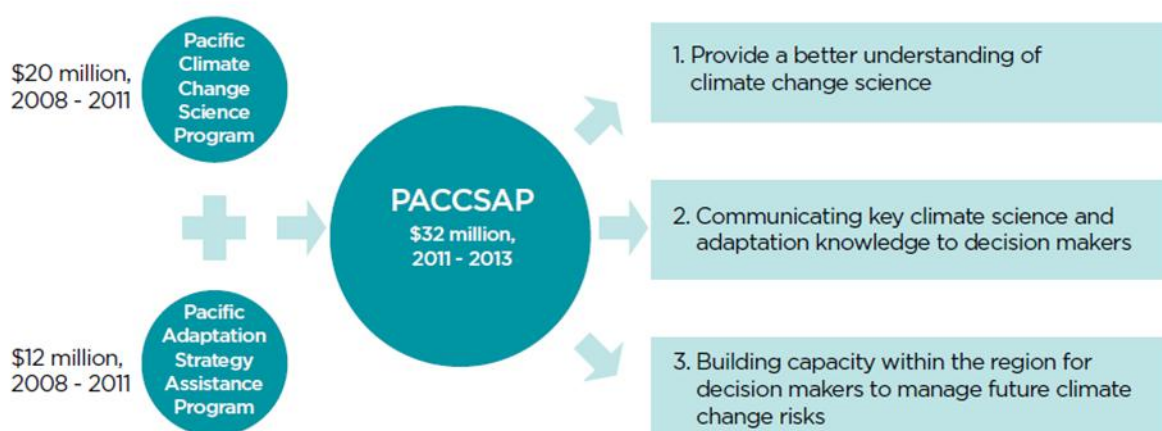 $20 million,
2008 - 2011
Pacific
Climate
Change
Science
Program
$12 million,
2008 - 2011
Pacific
Adaptation
Strategy
Assistance
Program
PACCSAP
$32 million,
2011 - 2013
1. Provide a better understanding of
climate change science
2. Communicating key climate science and
adaptation knowledge to decision makers
3. Building capacity within the region for
decision makers to manage future climate
change risks